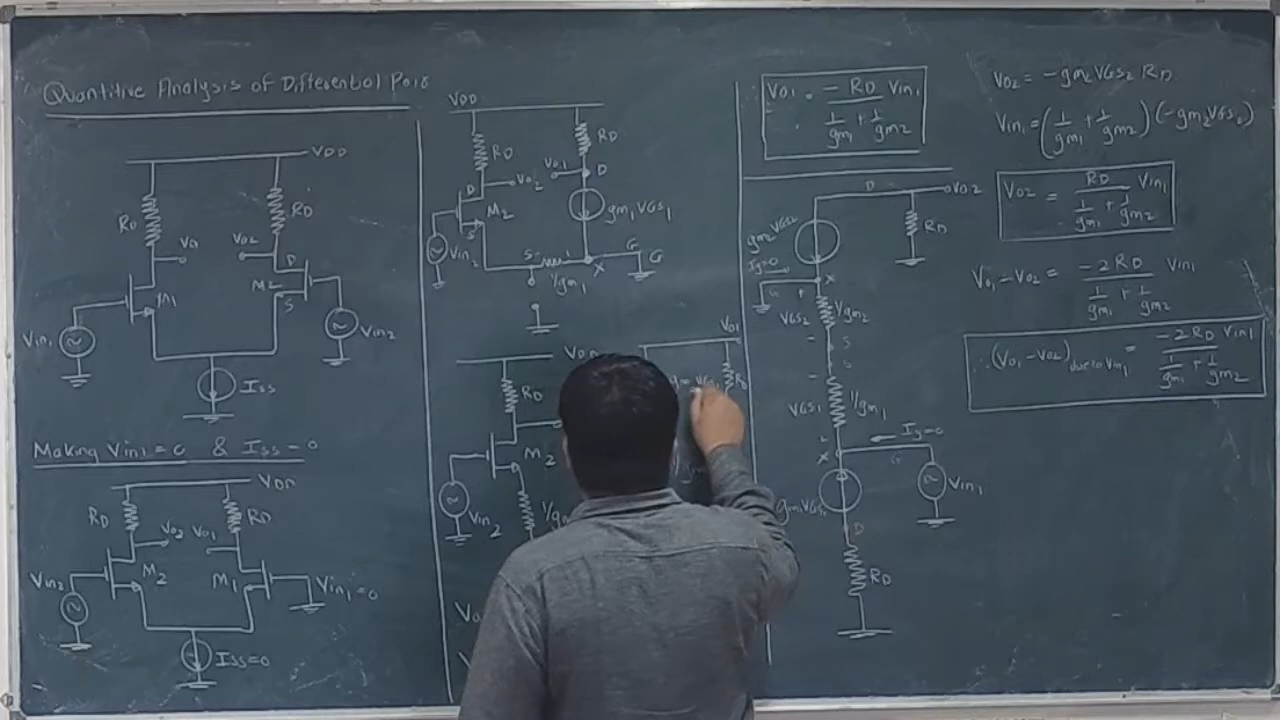 Quantitive Analysis of Differential Pair
VDD
RD
RD
Vo1
Vo2
D
M1
M2
S
Vin1
Vin2
ISS
Making Vin1 = 0 & ISS = 0
VDD
RD
RD
Vo2
Vo1
Vin2
M2
M1
Vin1 = 0
ISS = 0
VDD
RD
RD
Vo1
D
D
Vo2
M2
gm1 VGS1
S
Vin2
S
X
G
G
1/gm1
VDD
RD
M2
Vin2
Vo1
RD
Vo1 = -RD / (1/gm1 + 1/gm2) Vin1
D
Vo2
RD
gm2 VGS2
Ig=0
G
X
+
VGS2
1/gm2
-
S
S
-
VGS1
1/gm1
+
Ig=0
X
G
Vin1
gm1 VGS1
D
RD
Vo2 = -gm2 VGS2 RD
Vin1 = (1/gm1 + 1/gm2) (-gm2 VGS2)
Vo2 = RD / (1/gm1 + 1/gm2) Vin1
Vo1 - Vo2 = -2 RD / (1/gm1 + 1/gm2) Vin1
∴ (Vo1 - Vo2) due to Vin1 = -2 RD Vin1 / (1/gm1 + 1/gm2)